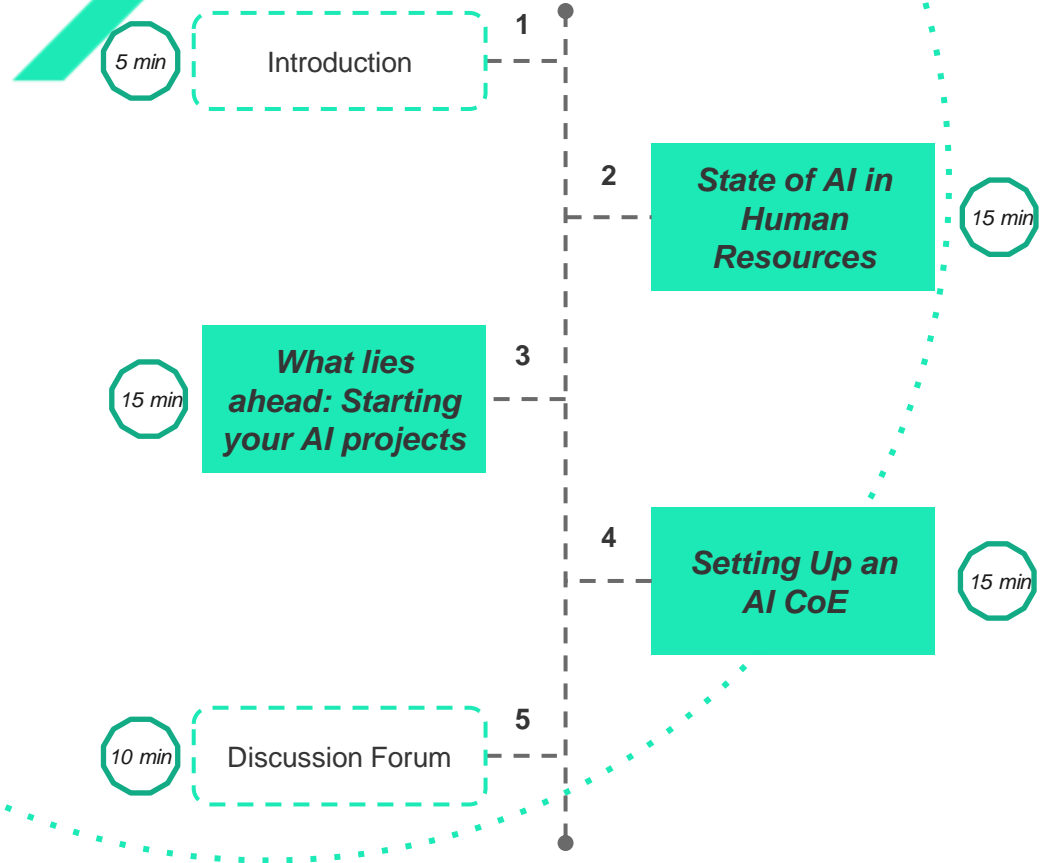 1
5 min
Introduction
2
State of AI in
Human
Resources
15 min
3
What lies
ahead: Starting
your AI projects
15 min
4
Setting Up an
AI CoE
15 min
5
10 min
Discussion Forum